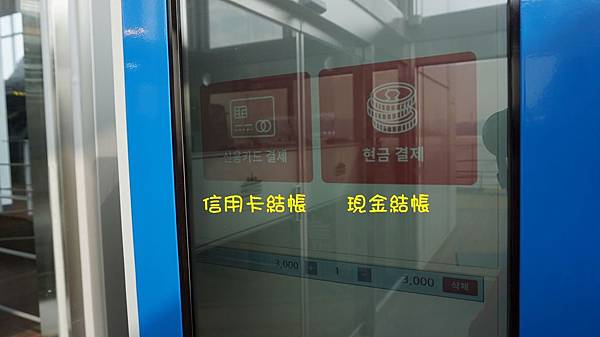 신용카드 결제
현금 결제
信用卡結帳
現金結帳
3,000 + 1 - 3,000 삭제